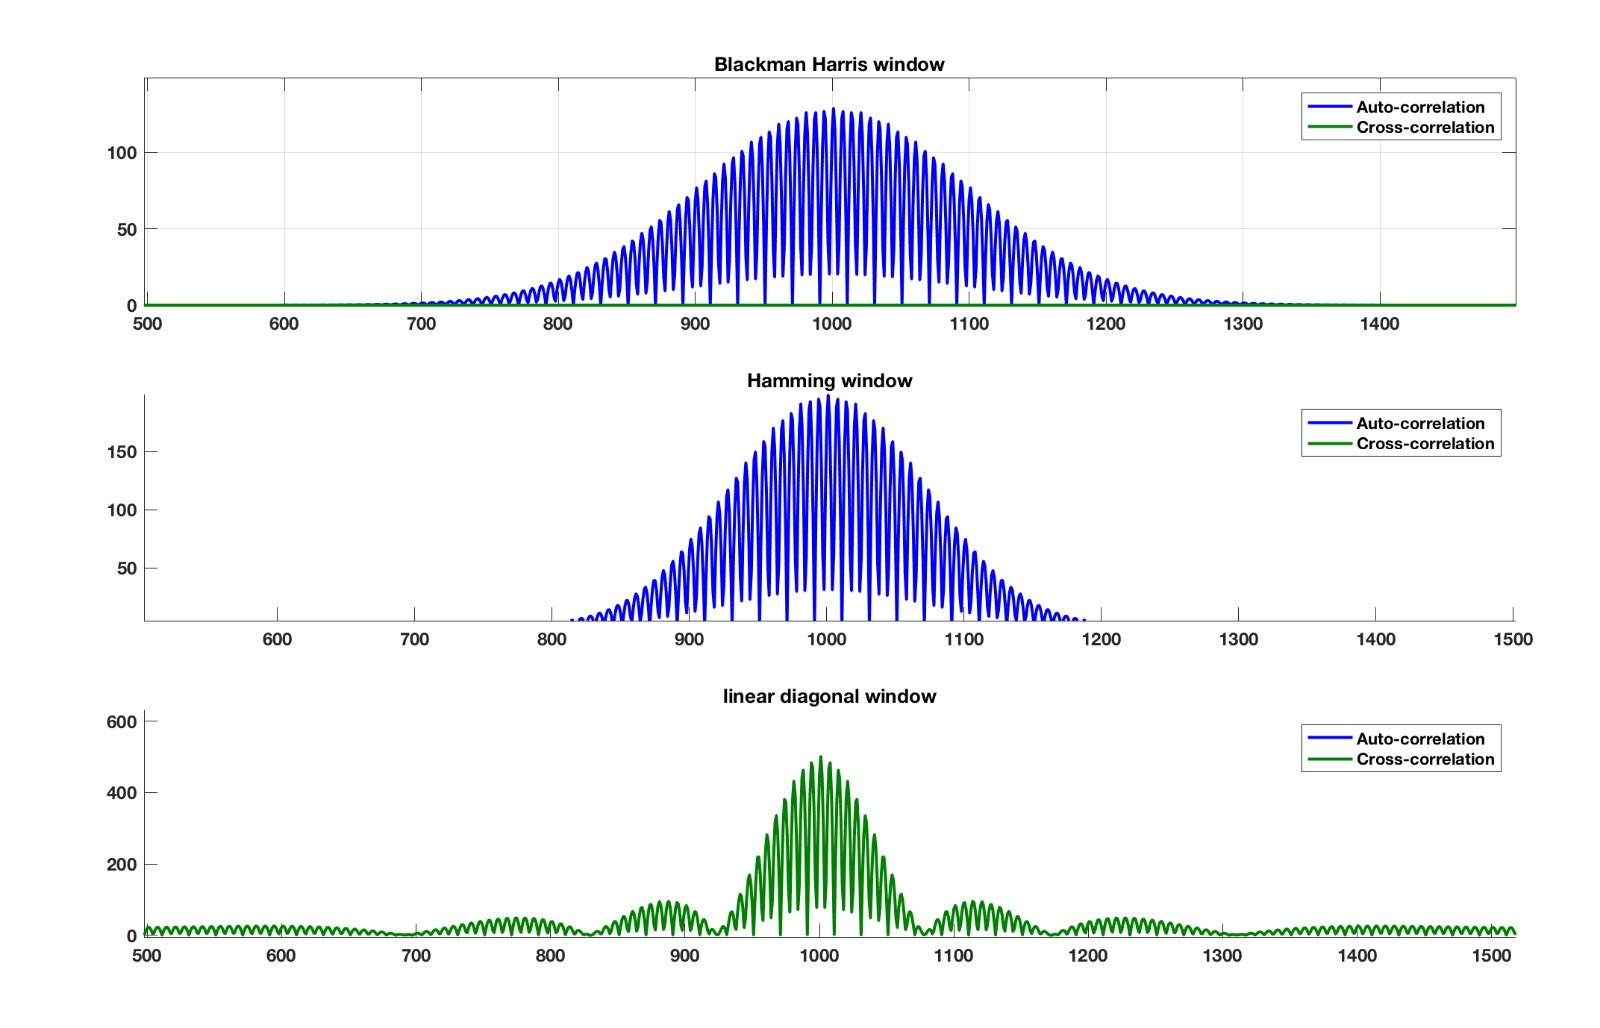 Blackman Harris window
Auto-correlation
Cross-correlation
100
50
0
500 600 700 800 900 1000 1100 1200 1300 1400
Hamming window
Auto-correlation
Cross-correlation
150
100
50
600 700 800 900 1000 1100 1200 1300 1400 1500
linear diagonal window
600
Auto-correlation
Cross-correlation
400
200
0
500 600 700 800 900 1000 1100 1200 1300 1400 1500